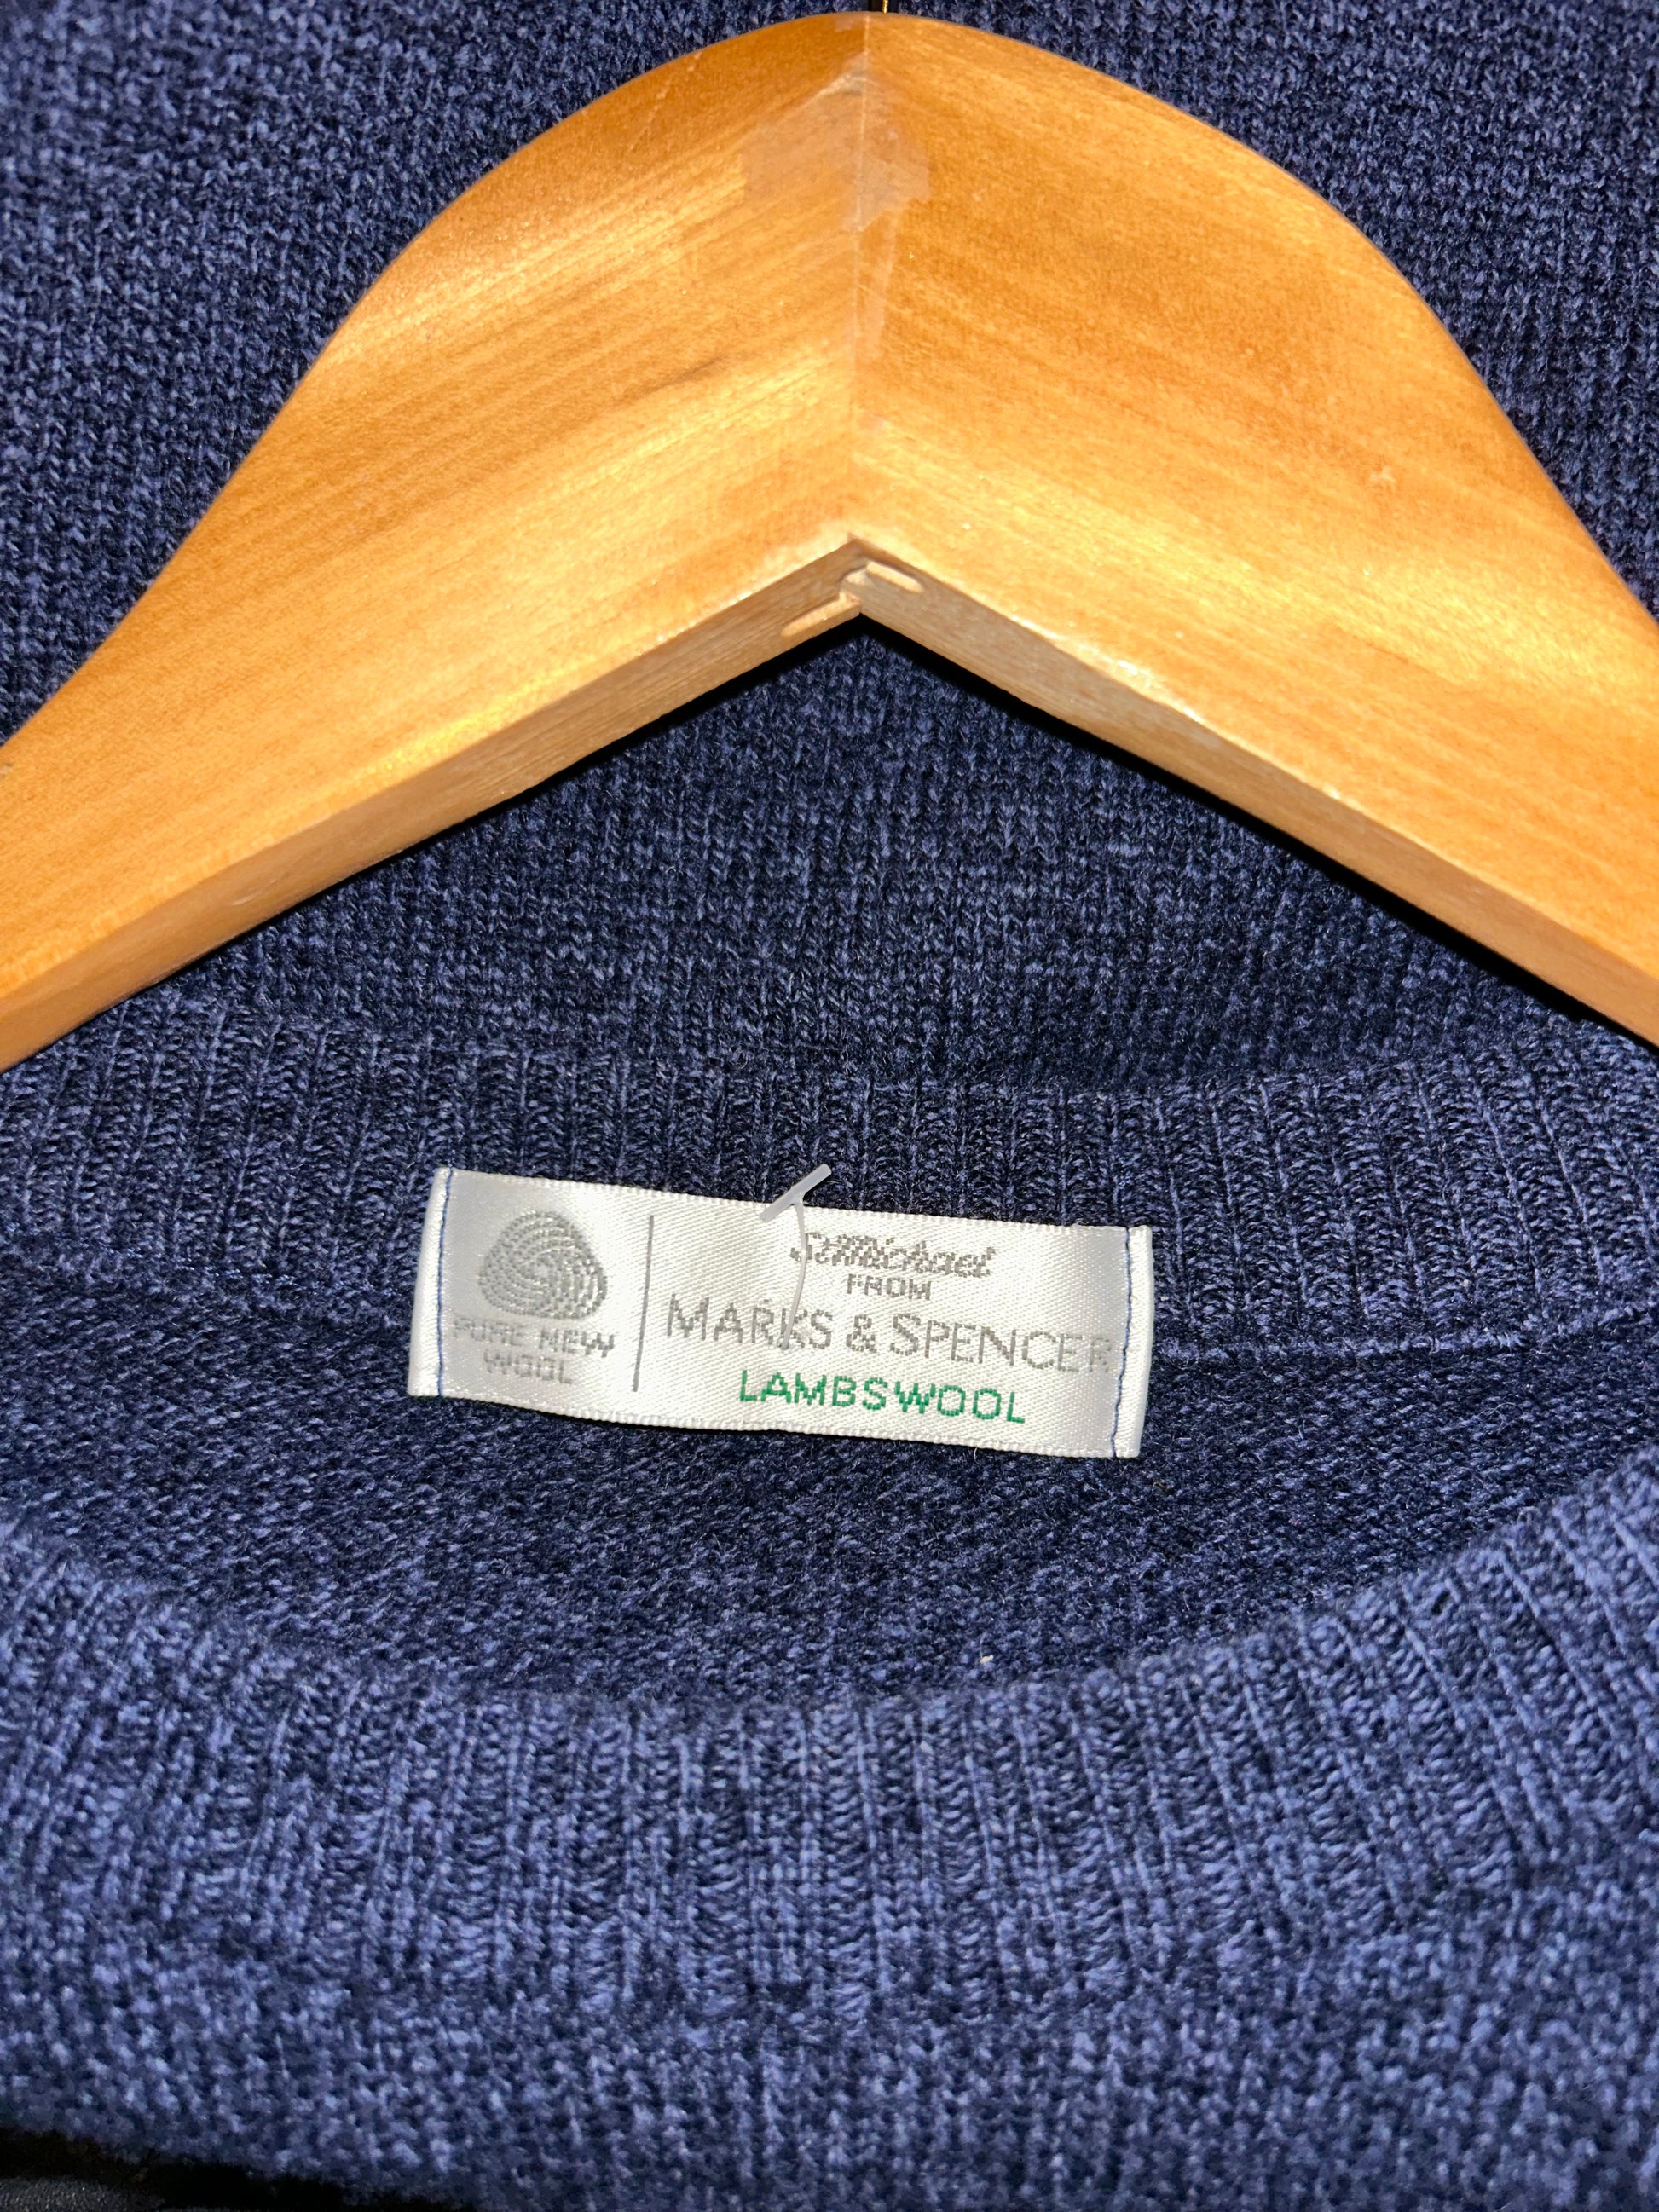 PURE NEW
WOOL
St Michael
FROM
MARKS & SPENCER
LAMBSWOOL